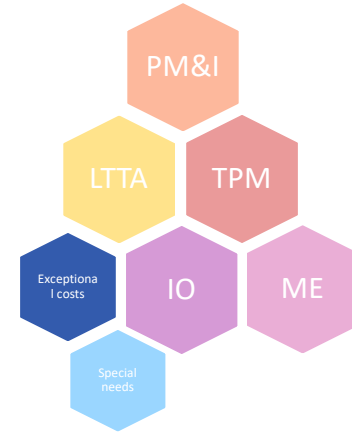 PM&I
LTTA
TPM
Exceptiona
l costs
IO
ME
Special
needs